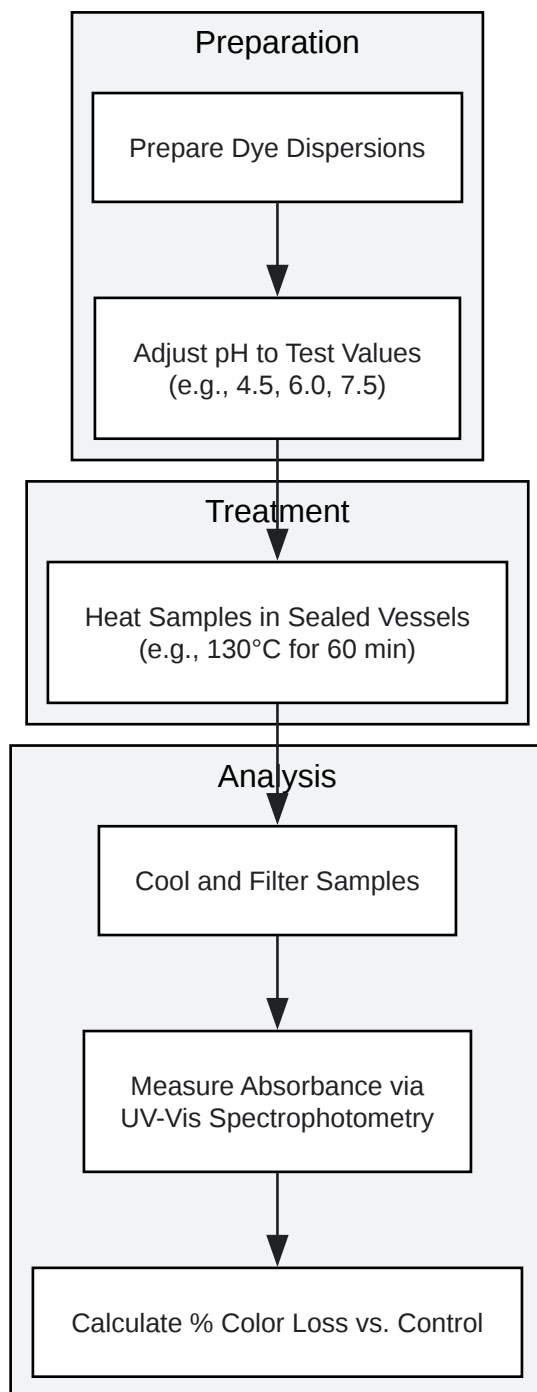 Preparation
Prepare Dye Dispersions
Adjust pH to Test Values
(e.g., 4.5, 6.0, 7.5)
Treatment
Heat Samples in Sealed Vessels
(e.g., 130°C for 60 min)
Analysis
Cool and Filter Samples
Measure Absorbance via
UV-Vis Spectrophotometry
Calculate % Color Loss vs. Control